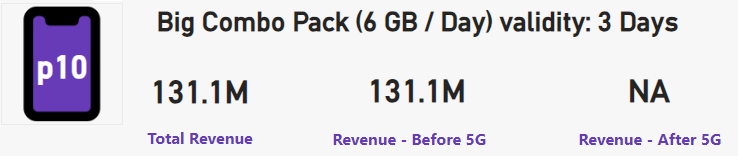 Big Combo Pack (6 GB / Day) validity: 3 Days
p10
131.1M 131.1M NA
Total Revenue Revenue - Before 5G Revenue - After 5G